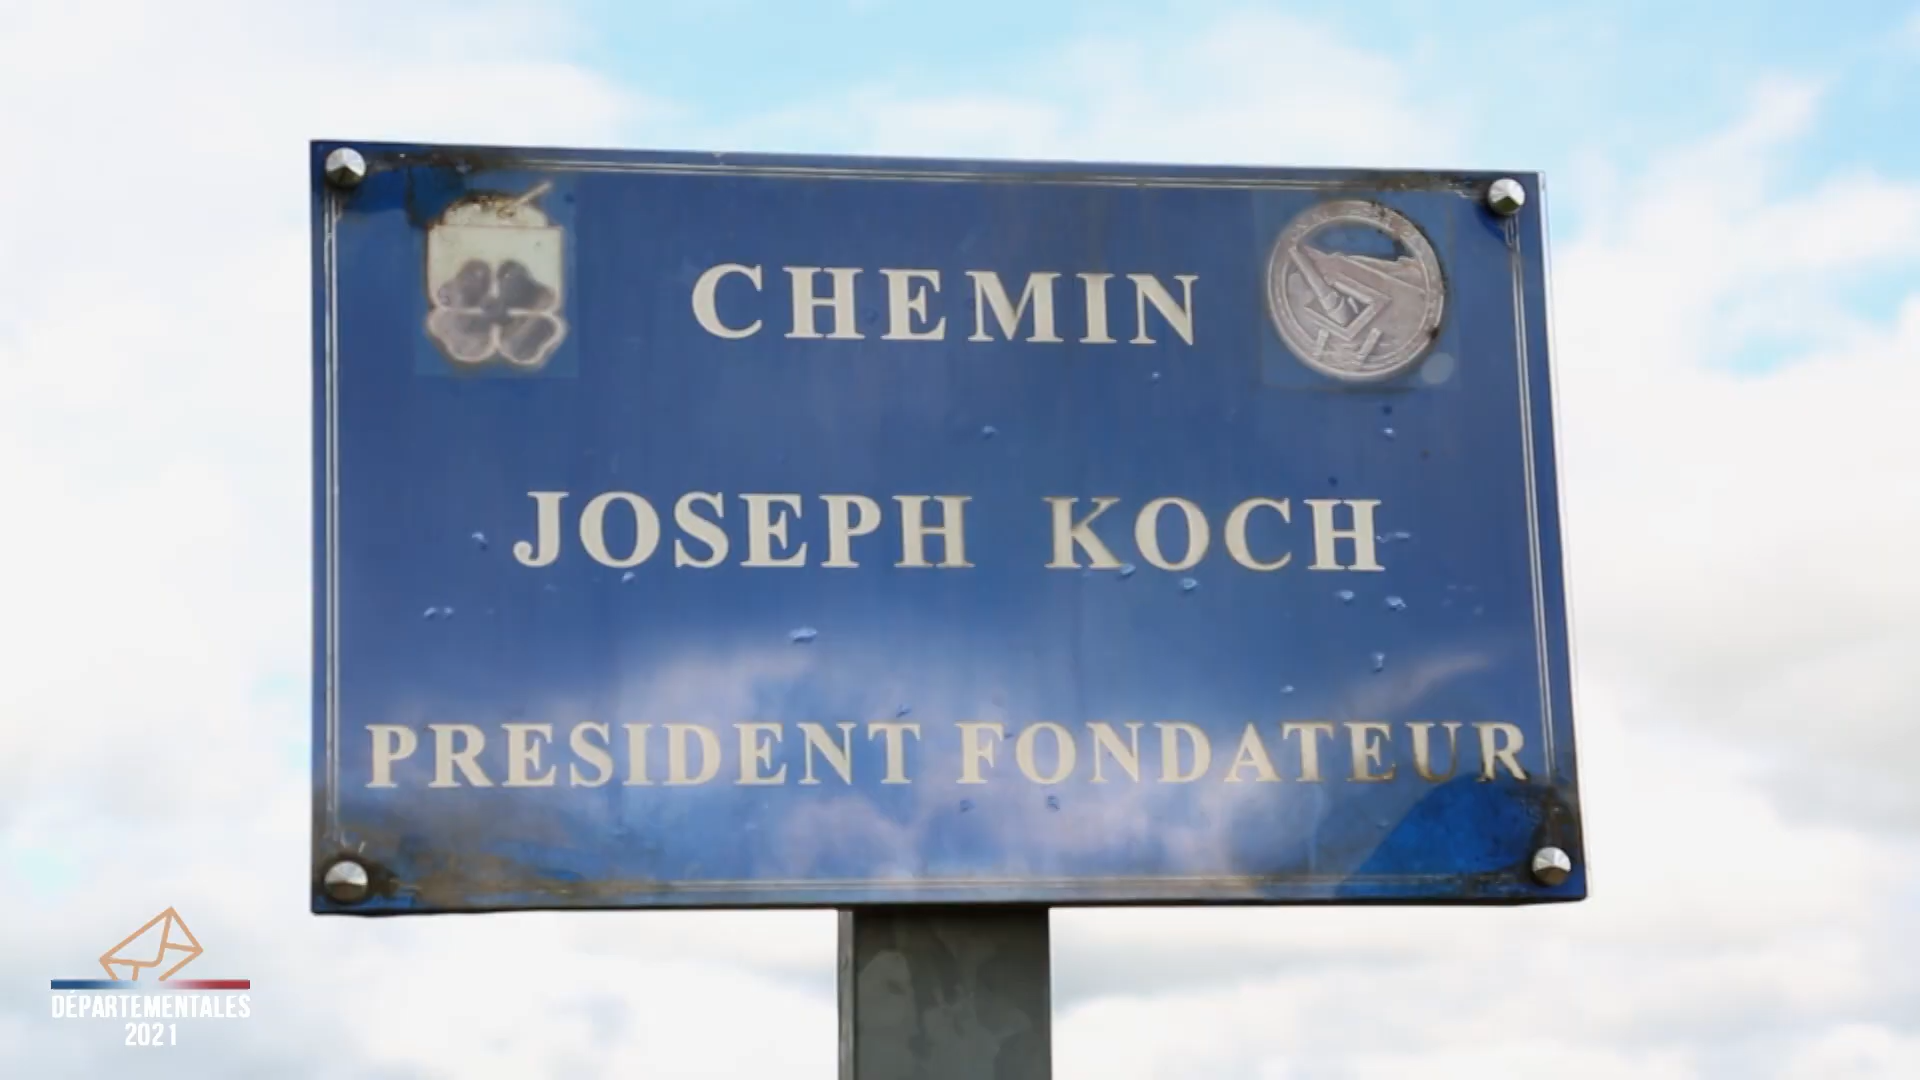 CHEMIN
JOSEPH KOCH
PRESIDENT FONDATEUR
DÉPARTEMENTALES
2021